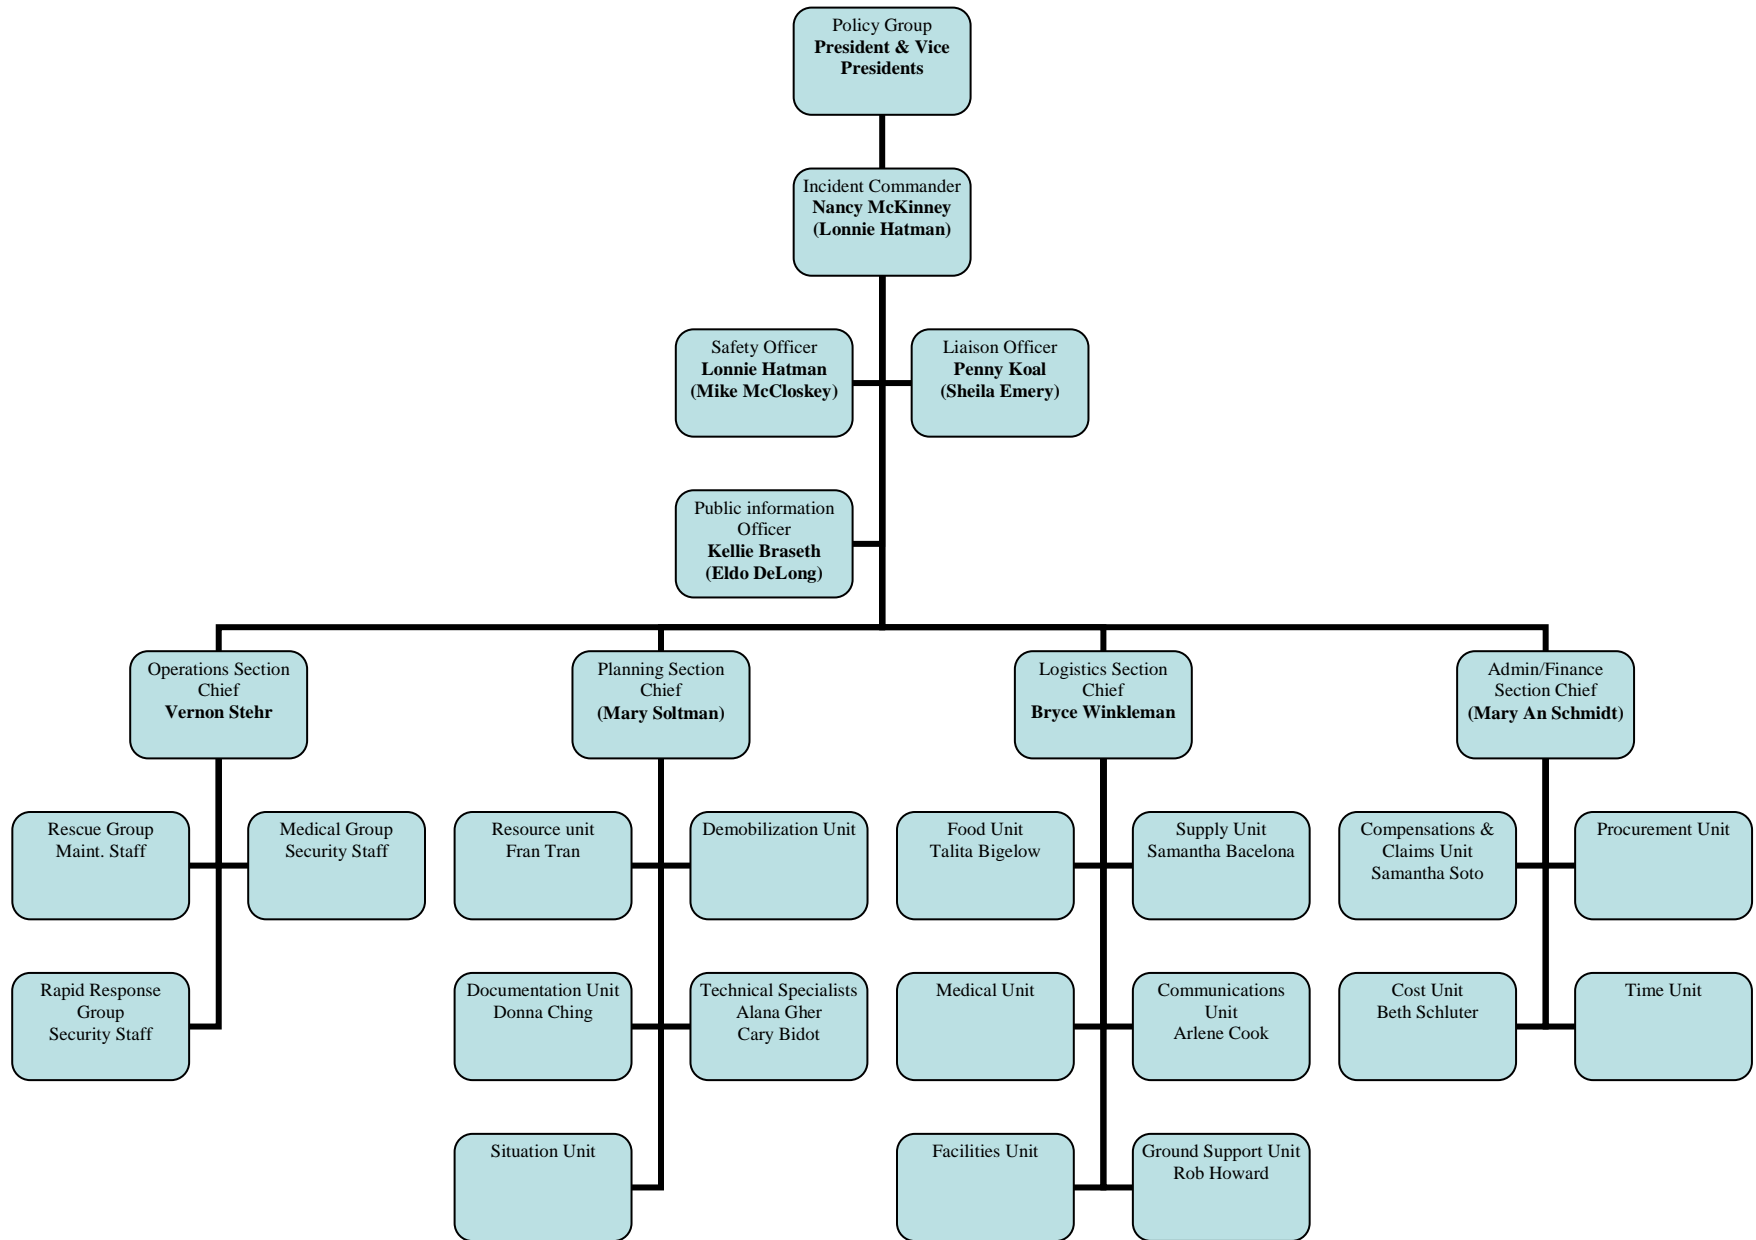 Policy Group
President & Vice
Presidents
Incident Commander
Nancy McKinney
(Lonnie Hatman)
Safety Officer
Lonnie Hatman
(Mike McCloskey)
Liaison Officer
Penny Koal
(Sheila Emery)
Public information
Officer
Kellie Braseth
(Eldo DeLong)
Operations Section
Chief
Vernon Stehr
Planning Section
Chief
(Mary Soltman)
Logistics Section
Chief
Bryce Winkleman
Admin/Finance
Section Chief
(Mary An Schmidt)
Rescue Group
Maint. Staff
Medical Group
Security Staff
Resource unit
Fran Tran
Demobilization Unit
Food Unit
Talita Bigelow
Supply Unit
Samantha Bacelona
Compensations &
Claims Unit
Samantha Soto
Procurement Unit
Rapid Response
Group
Security Staff
Documentation Unit
Donna Ching
Technical Specialists
Alana Gher
Cary Bidot
Medical Unit
Communications
Unit
Arlene Cook
Cost Unit
Beth Schluter
Time Unit
Situation Unit
Facilities Unit
Ground Support Unit
Rob Howard